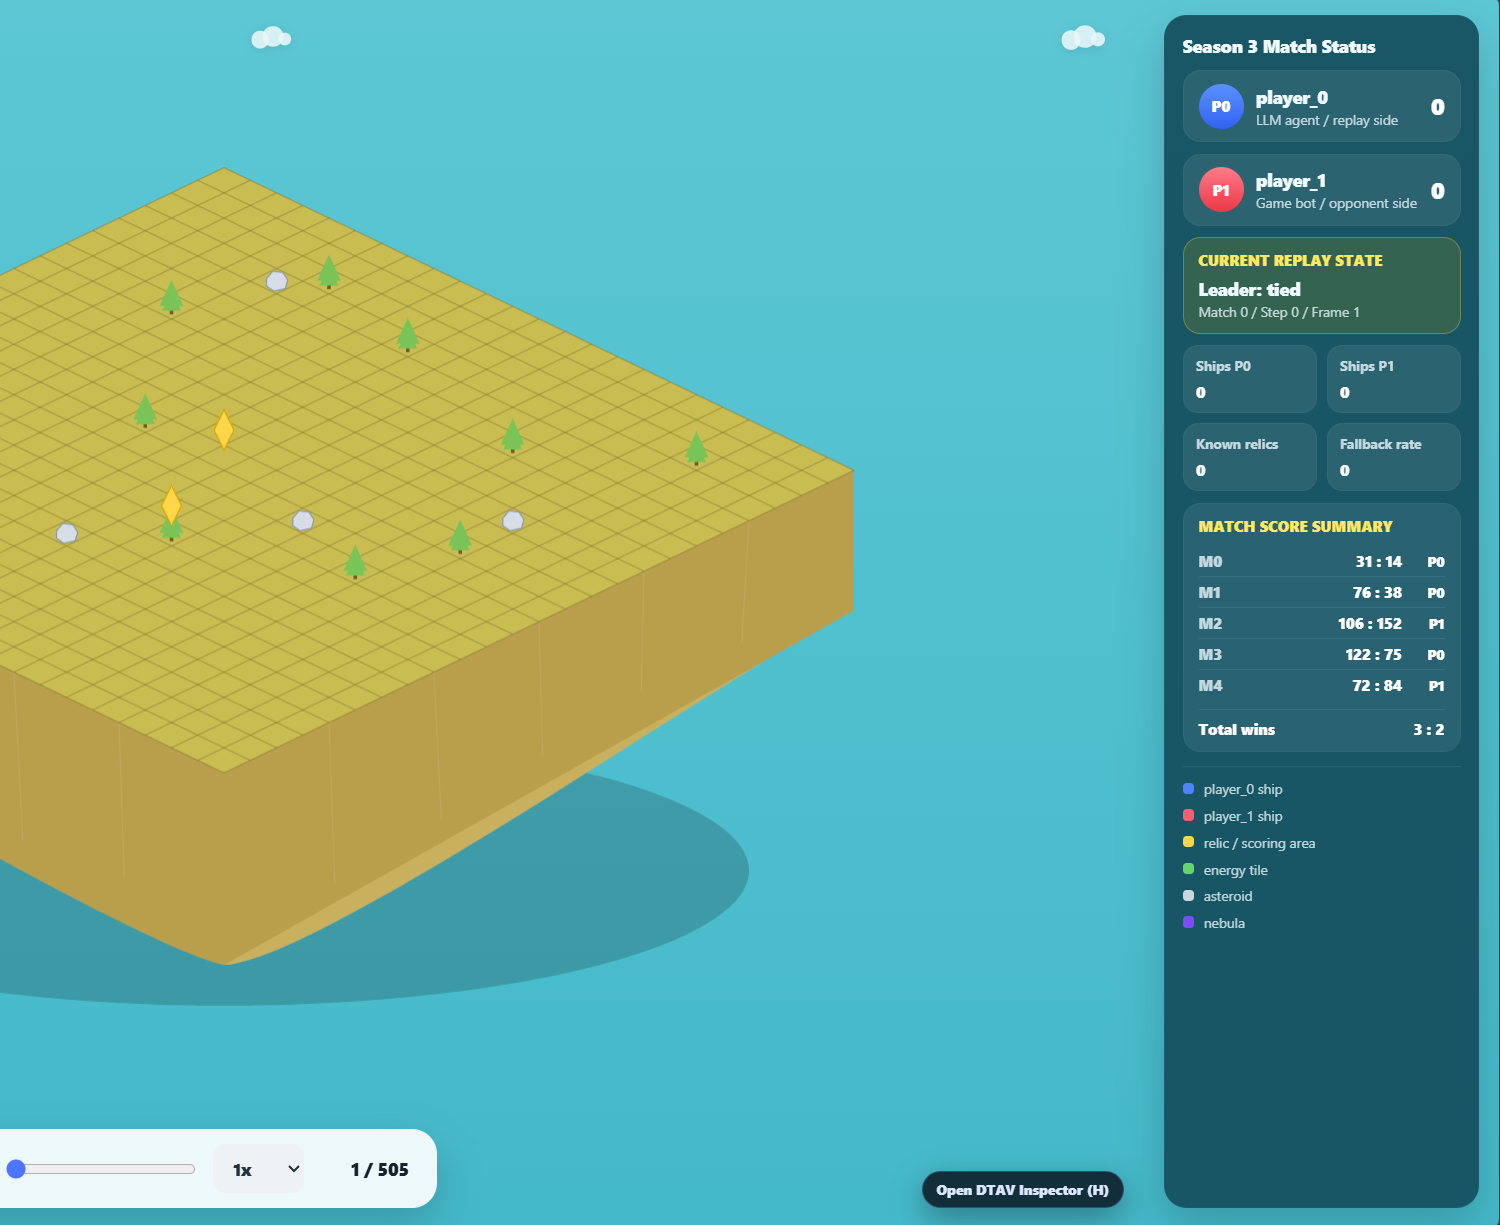 Season 3 Match Status
P0
player_0
LLM agent / replay side
0
P1
player_1
Game bot / opponent side
0
CURRENT REPLAY STATE
Leader: tied
Match 0 / Step 0 / Frame 1
Ships P0
0
Ships P1
0
Known relics
0
Fallback rate
0
MATCH SCORE SUMMARY
M0 31 : 14 P0
M1 76 : 38 P0
M2 106 : 152 P1
M3 122 : 75 P0
M4 72 : 84 P1
Total wins 3 : 2
player_0 ship
player_1 ship
relic / scoring area
energy tile
asteroid
nebula
1x
1 / 505
Open DTAV Inspector (H)